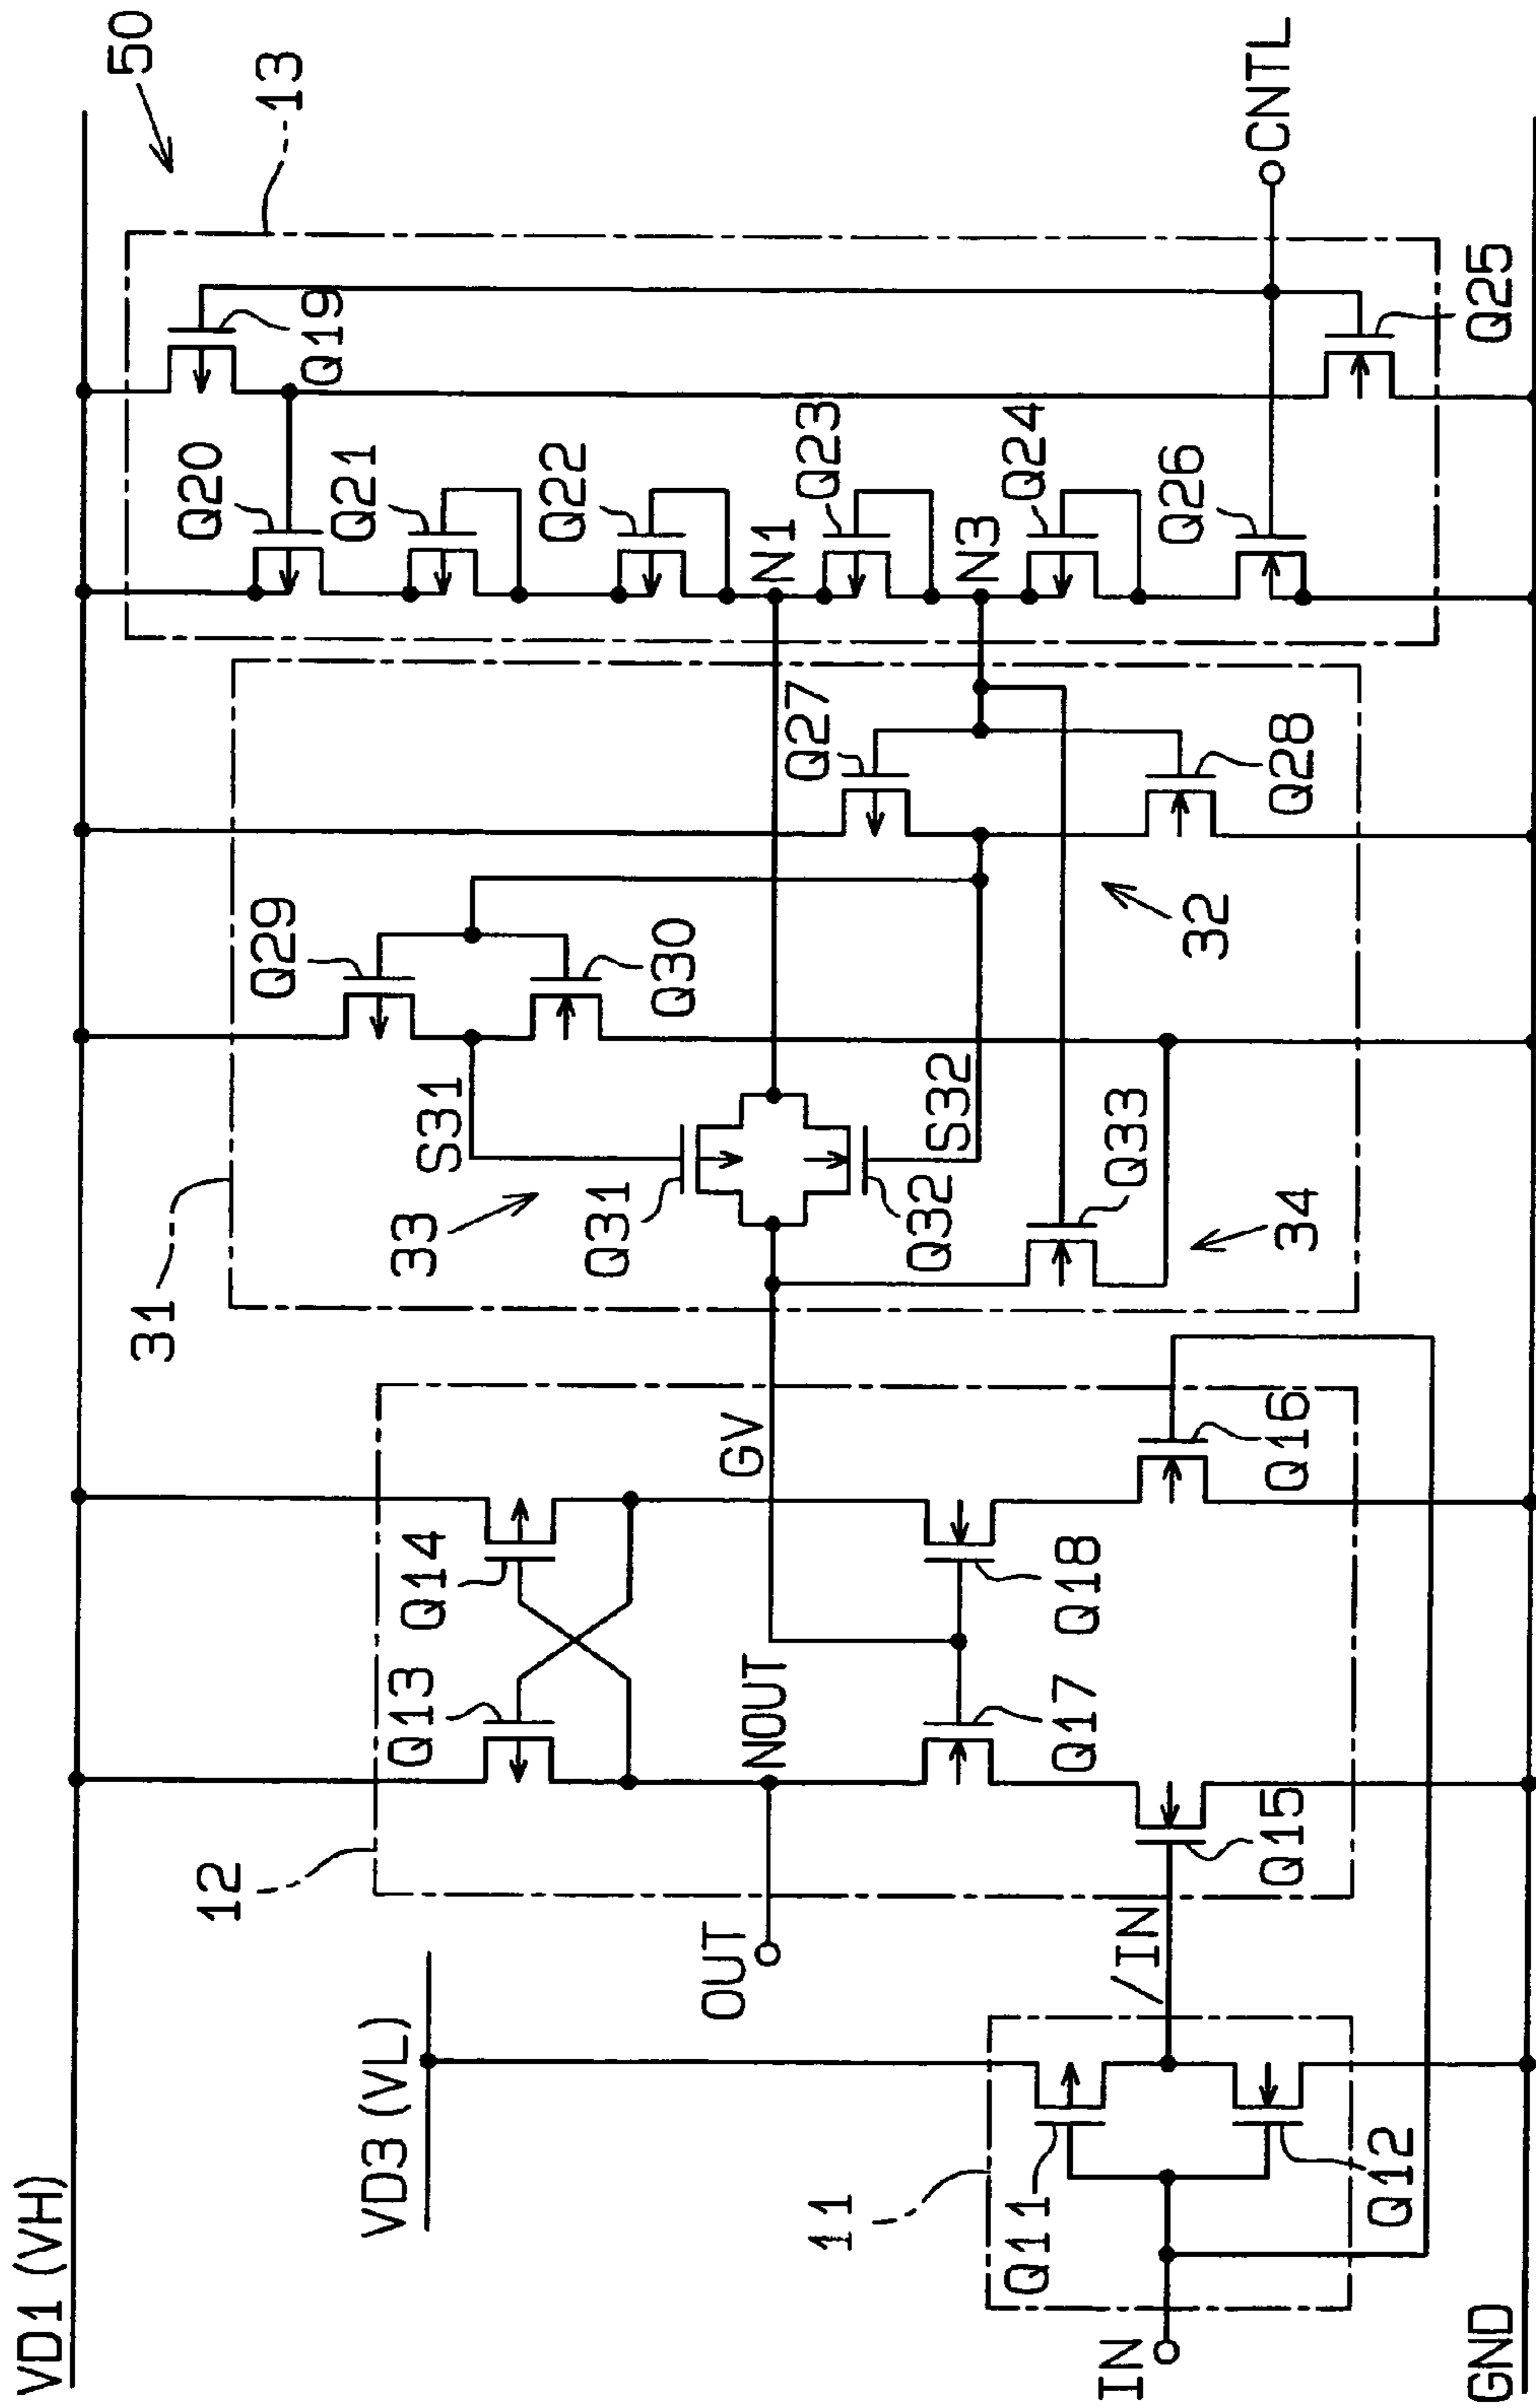 50
13
VD1 (VH)
VD3 (VL)
12
31
Q19
Q20
Q21
Q22
N1
Q23
N3
Q24
Q26
Q25
CNTL
Q29
Q30
Q27
Q28
32
S31
S32
33
Q31
Q32
Q33
34
GV
Q14
Q13
Q18
Q17
Q16
Q15
NOUT
OUT
/IN
11
Q11
Q12
IN
GND